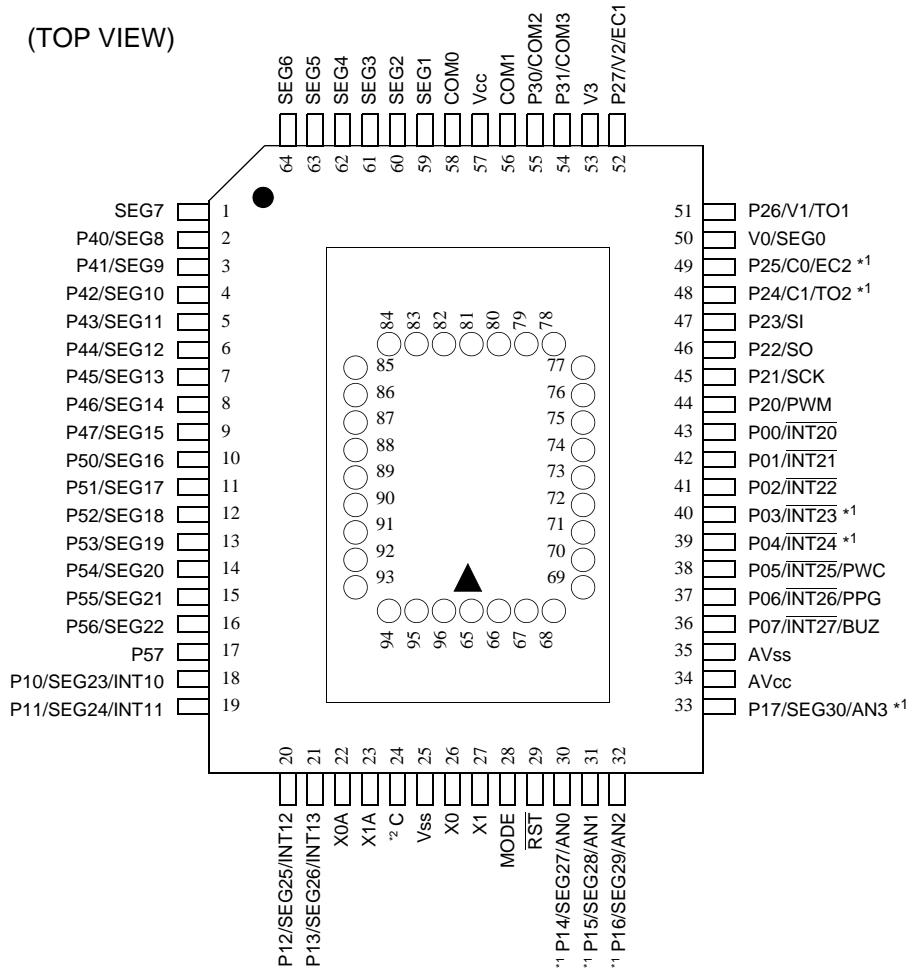 (TOP VIEW)
SEG6
SEG5
SEG4
SEG3
SEG2
SEG1
COM0
Vcc
COM1
P30/COM2
P31/COM3
V3
P27/V2/EC1
64
63
62
61
60
59
58
57
56
55
54
53
52
SEG7 1
P40/SEG8 2
P41/SEG9 3
P42/SEG10 4
P43/SEG11 5
P44/SEG12 6
P45/SEG13 7
P46/SEG14 8
P47/SEG15 9
P50/SEG16 10
P51/SEG17 11
P52/SEG18 12
P53/SEG19 13
P54/SEG20 14
P55/SEG21 15
P56/SEG22 16
P57 17
P10/SEG23/INT10 18
P11/SEG24/INT11 19
84
83
82
81
80
79
78
85
86
87
88
89
90
91
92
93
77
76
75
74
73
72
71
70
69
94
95
96
65
66
67
68
51 P26/V1/TO1
50 V0/SEG0
49 P25/C0/EC2 *1
48 P24/C1/TO2 *1
47 P23/SI
46 P22/SO
45 P21/SCK
44 P20/PWM
43 P00/INT20
42 P01/INT21
41 P02/INT22
40 P03/INT23 *1
39 P04/INT24 *1
38 P05/INT25/PWC
37 P06/INT26/PPG
36 P07/INT27/BUZ
35 AVss
34 AVcc
33 P17/SEG30/AN3 *1
20
21
22
23
24
25
26
27
28
29
30
31
32
P12/SEG25/INT12
P13/SEG26/INT13
X0A
X1A
*2 C
Vss
X0
X1
MODE
RST
*1 P14/SEG27/AN0
*1 P15/SEG28/AN1
*1 P16/SEG29/AN2